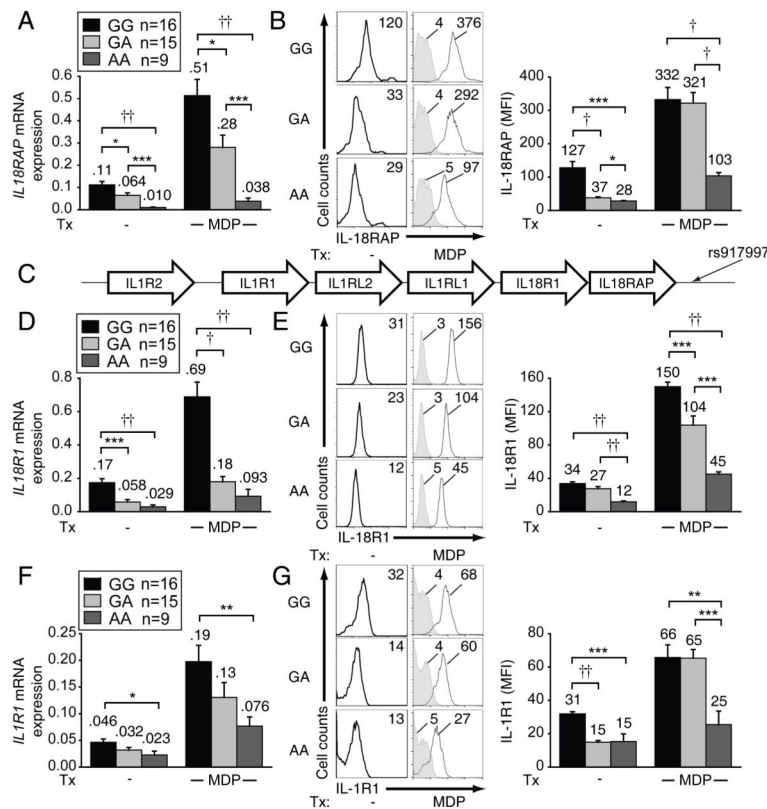 A
GG n=16
GA n=15
AA n=9
IL18RAP mRNA
expression
0.6
0.5
0.4
0.3
0.2
0.1
0.0
.11
.064
.010
††
*
***
.51
.28
.038
††
*
***
Tx
-
— MDP —
B
GG
GA
AA
120
4
376
33
4
292
29
5
97
Cell counts
IL-18RAP
Tx:
-
MDP
IL-18RAP (MFI)
400
300
200
100
0
127
37
28
***
†
*
332
321
103
†
†
Tx
-
— MDP —
C
IL1R2
IL1R1
IL1RL2
IL1RL1
IL18R1
IL18RAP
rs917997
D
GG n=16
GA n=15
AA n=9
IL18R1 mRNA
expression
0.8
0.6
0.4
0.2
0.0
.17
.058
.029
††
***
.69
.18
.093
††
†
Tx
-
— MDP —
E
GG
GA
AA
31
3
156
23
3
104
12
5
45
Cell counts
IL-18R1
Tx:
-
MDP
IL-18R1 (MFI)
160
120
80
40
0
34
27
12
††
††
150
104
45
††
***
***
Tx
-
— MDP —
F
GG n=16
GA n=15
AA n=9
IL1R1 mRNA
expression
0.25
0.20
0.15
0.10
0.05
0.00
.046
.032
.023
*
.19
.13
.076
**
Tx
-
— MDP —
G
GG
GA
AA
32
4
68
14
4
60
13
5
27
Cell counts
IL-1R1
Tx:
-
MDP
IL-1R1 (MFI)
100
80
60
40
20
0
31
15
15
***
††
66
65
25
**
***
Tx
-
— MDP —